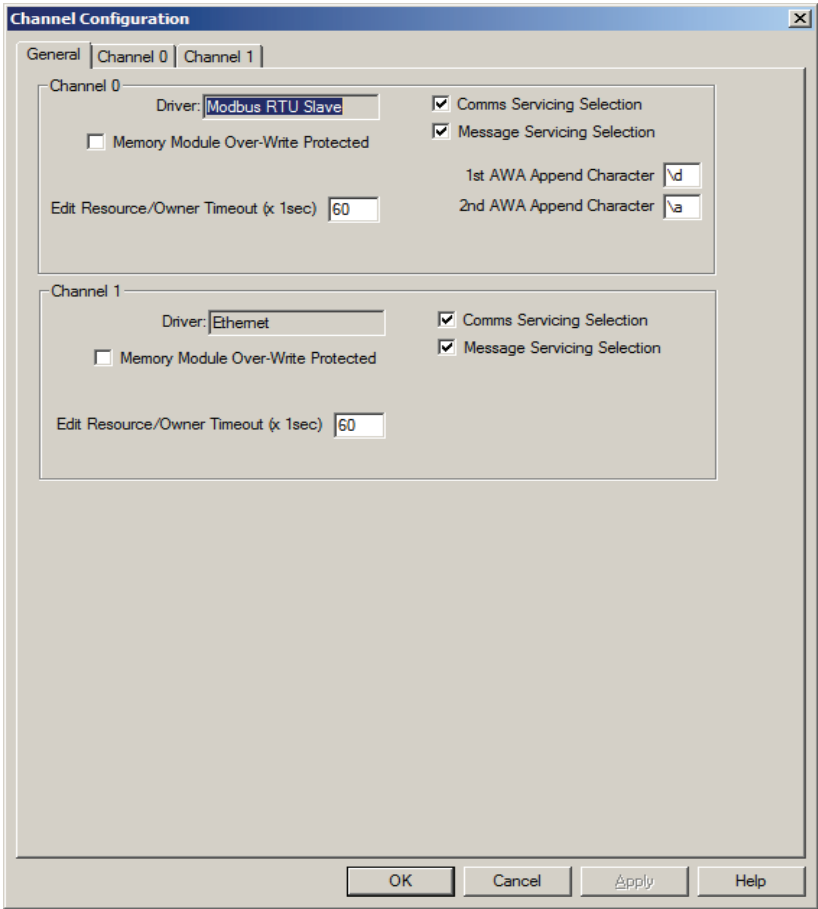 Channel Configuration
General Channel 0 Channel 1
Channel 0
Driver: Modbus RTU Slave
Comms Servicing Selection
Memory Module Over-Write Protected
Message Servicing Selection
1st AWA Append Character \d
Edit Resource/Owner Timeout (x 1sec) 60
2nd AWA Append Character \a
Channel 1
Driver: Ethernet
Comms Servicing Selection
Memory Module Over-Write Protected
Message Servicing Selection
Edit Resource/Owner Timeout (x 1sec) 60
OK Cancel Apply Help